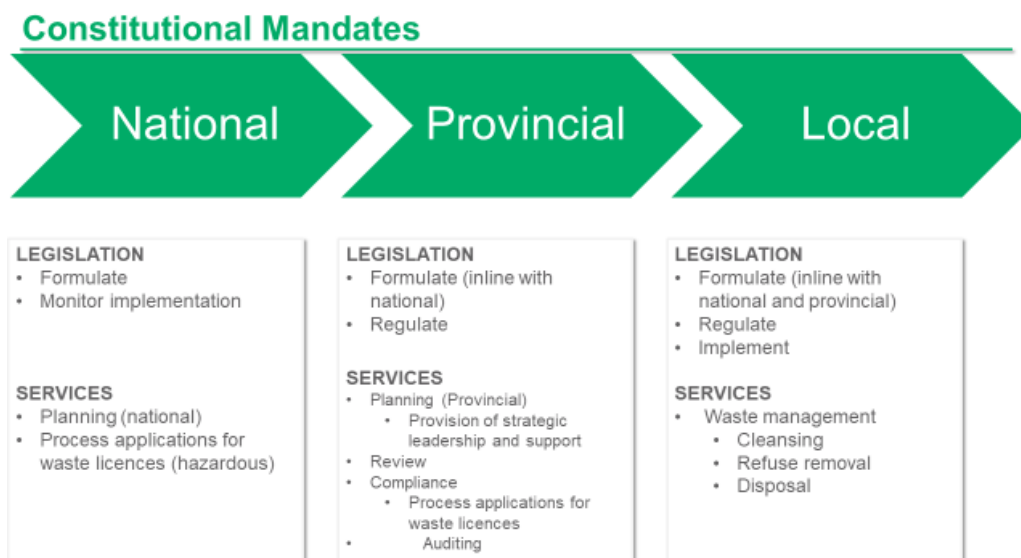 Constitutional Mandates
National
Provincial
Local
LEGISLATION
• Formulate
• Monitor implementation
SERVICES
• Planning (national)
• Process applications for
waste licences (hazardous)
LEGISLATION
• Formulate (inline with
national)
• Regulate
SERVICES
• Planning (Provincial)
• Provision of strategic
leadership and support
• Review
• Compliance
• Process applications for
waste licences
• Auditing
LEGISLATION
• Formulate (inline with
national and provincial)
• Regulate
• Implement
SERVICES
• Waste management
• Cleansing
• Refuse removal
• Disposal